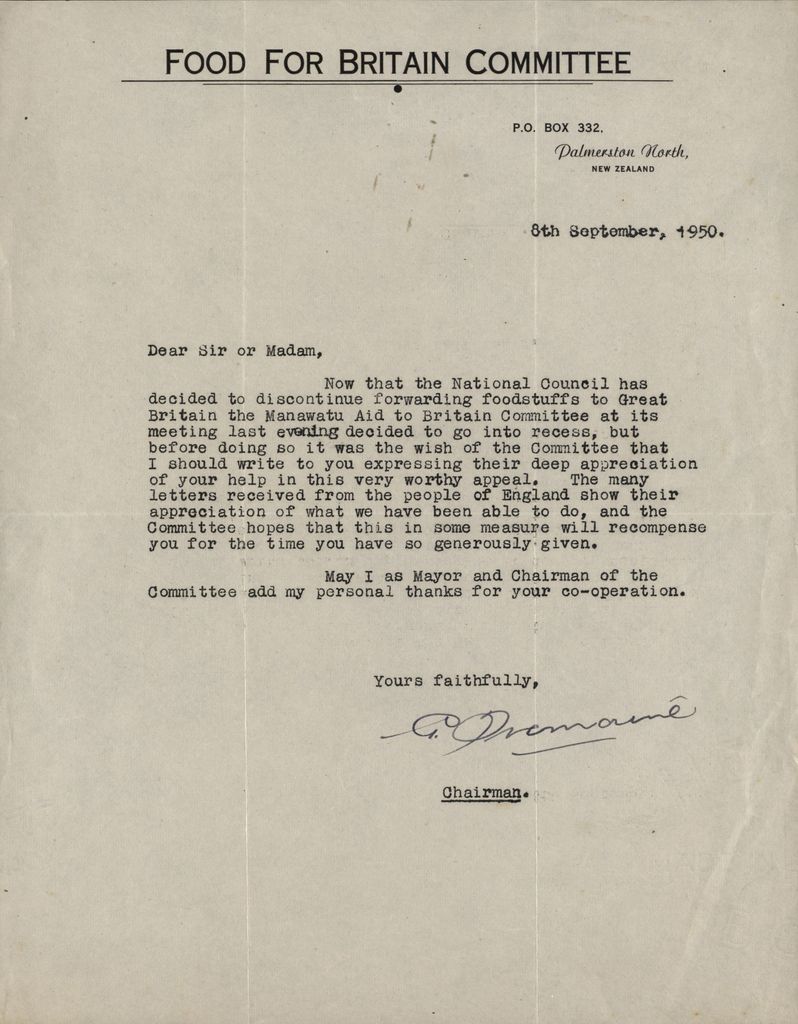 FOOD FOR BRITAIN COMMITTEE
P.O. BOX 332.
Palmerston North,
NEW ZEALAND
8th September, 1950.
Dear Sir or Madam,
Now that the National Council has
decided to discontinue forwarding foodstuffs to Great
Britain the Manawatu Aid to Britain Committee at its
meeting last evening decided to go into recess, but
before doing so it was the wish of the Committee that
I should write to you expressing their deep appreciation
of your help in this very worthy appeal. The many
letters received from the people of England show their
appreciation of what we have been able to do, and the
Committee hopes that this in some measure will recompense
you for the time you have so generously given.
May I as Mayor and Chairman of the
Committee add my personal thanks for your co-operation.
Yours faithfully,
Chairman.